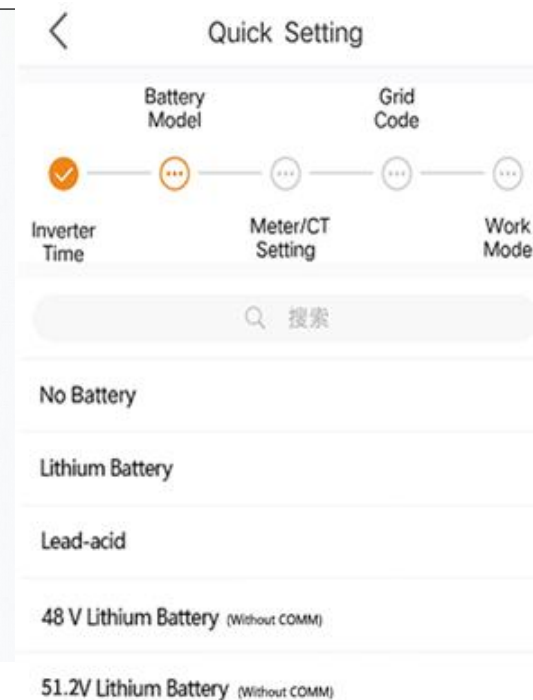 Quick Setting
Battery
Model
Grid
Code
Inverter
Time
Meter/CT
Setting
Work
Mode
搜索
No Battery
Lithium Battery
Lead-acid
48 V Lithium Battery (Without COMM)
51.2V Lithium Battery (Without COMM)